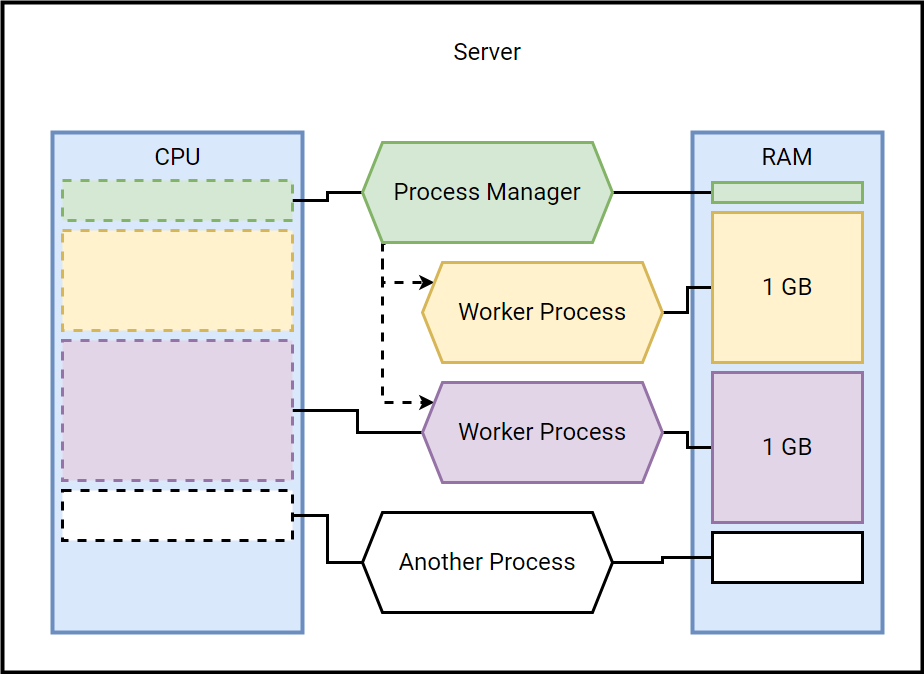 Server
CPU
Process Manager
RAM
Worker Process
1 GB
Worker Process
1 GB
Another Process